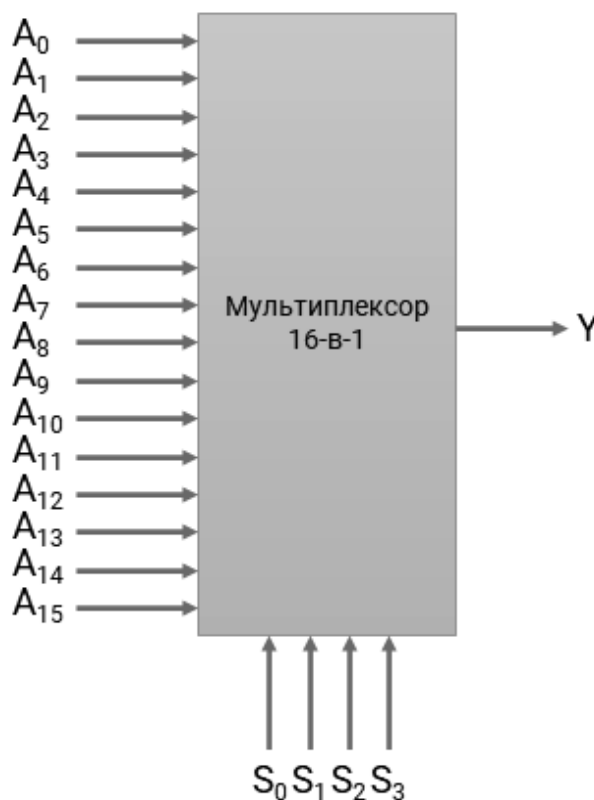 A₀
A₁
A₂
A₃
A₄
A₅
A₆
A₇
A₈
A₉
A₁₀
A₁₁
A₁₂
A₁₃
A₁₄
A₁₅
Мультиплексор
16-в-1
Y
S₀ S₁ S₂ S₃